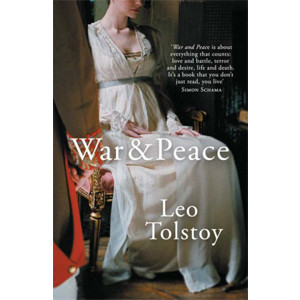 'War and Peace is about
everything that counts:
love and battle, terror
and desire, life and death.
It's a book that you don't
just read, you live'
SIMON SCHAMA
War & Peace
Leo
Tolstoy